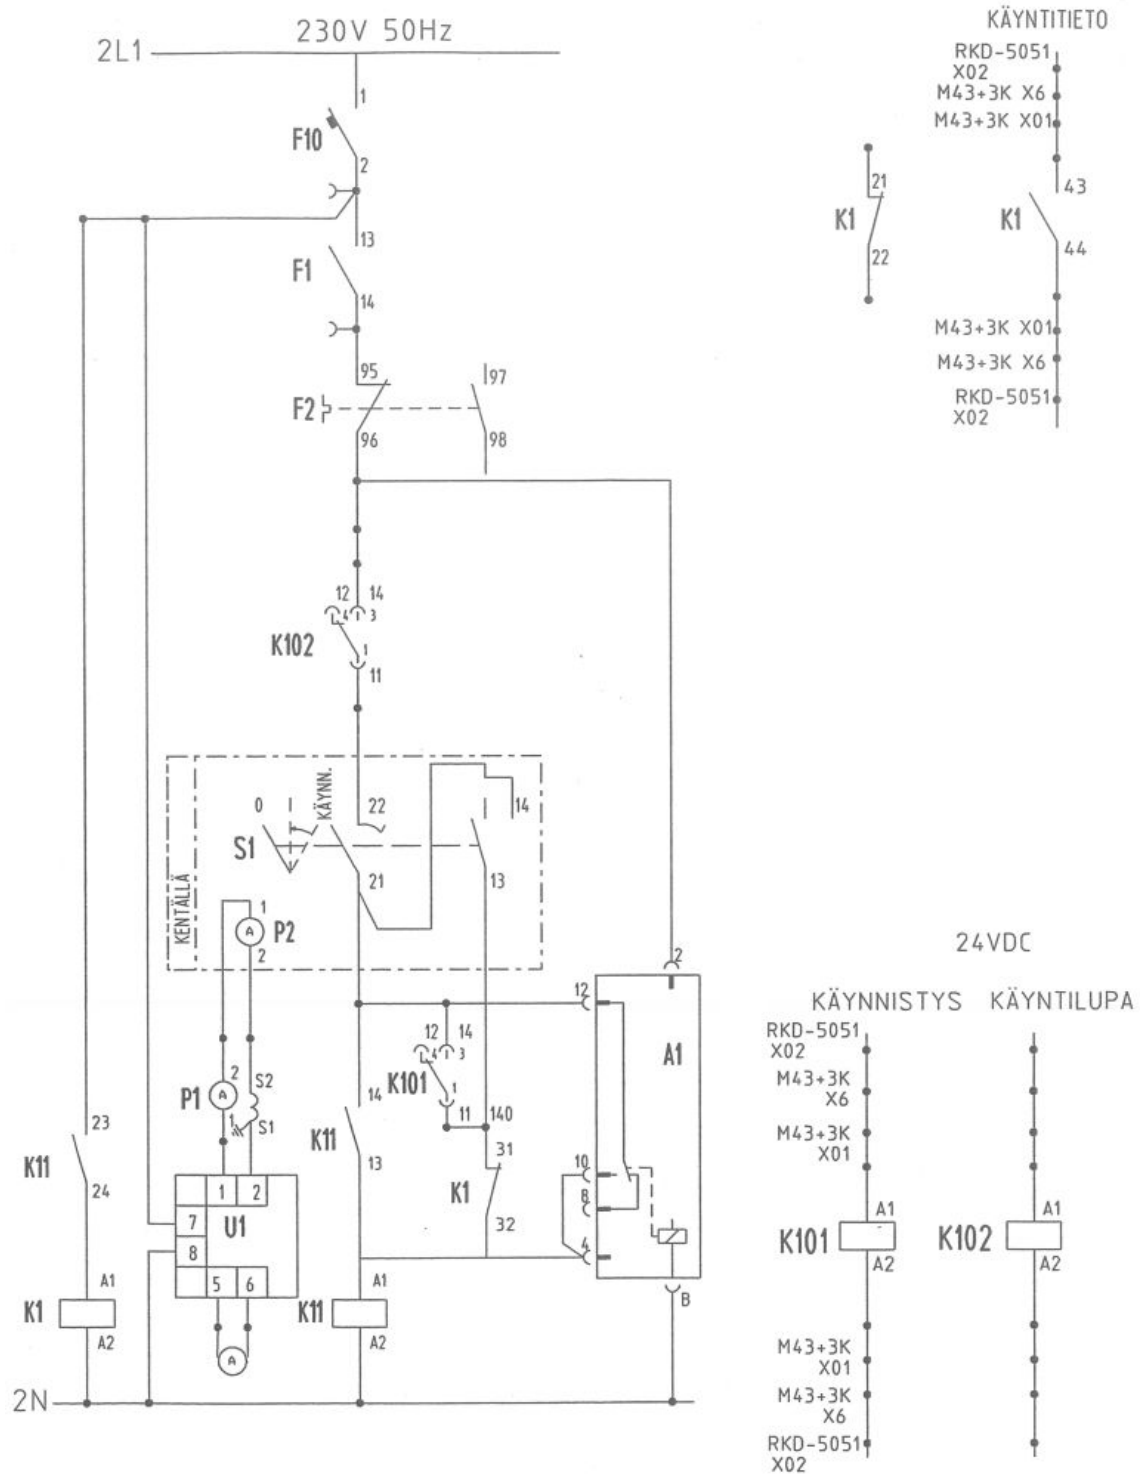 230V 50Hz
2L1
1
F10
2
13
F1
14
95
97
F2
96
98
12
14
4
3
K102
1
11
0
KÄYNN.
22
14
S1
21
13
KENTÄLLÄ
1
P2
2
2
12
12
14
4
3
A1
K101
1
11
140
2
S2
P1
1
S1
14
K11
13
31
K1
32
10
8
4
23
K11
24
1
2
7
U1
8
5
6
A1
K1
A2
A1
K11
A2
B
A
A
A
2N
KÄYNTITIETO
RKD-5051
X02
M43+3K X6
M43+3K X01
21
K1
22
43
K1
44
M43+3K X01
M43+3K X6
RKD-5051
X02
24VDC
KÄYNNISTYS KÄYNTILUPA
RKD-5051
X02
M43+3K
X6
M43+3K
X01
A1
K101
A2
A1
K102
A2
M43+3K
X01
M43+3K
X6
RKD-5051
X02